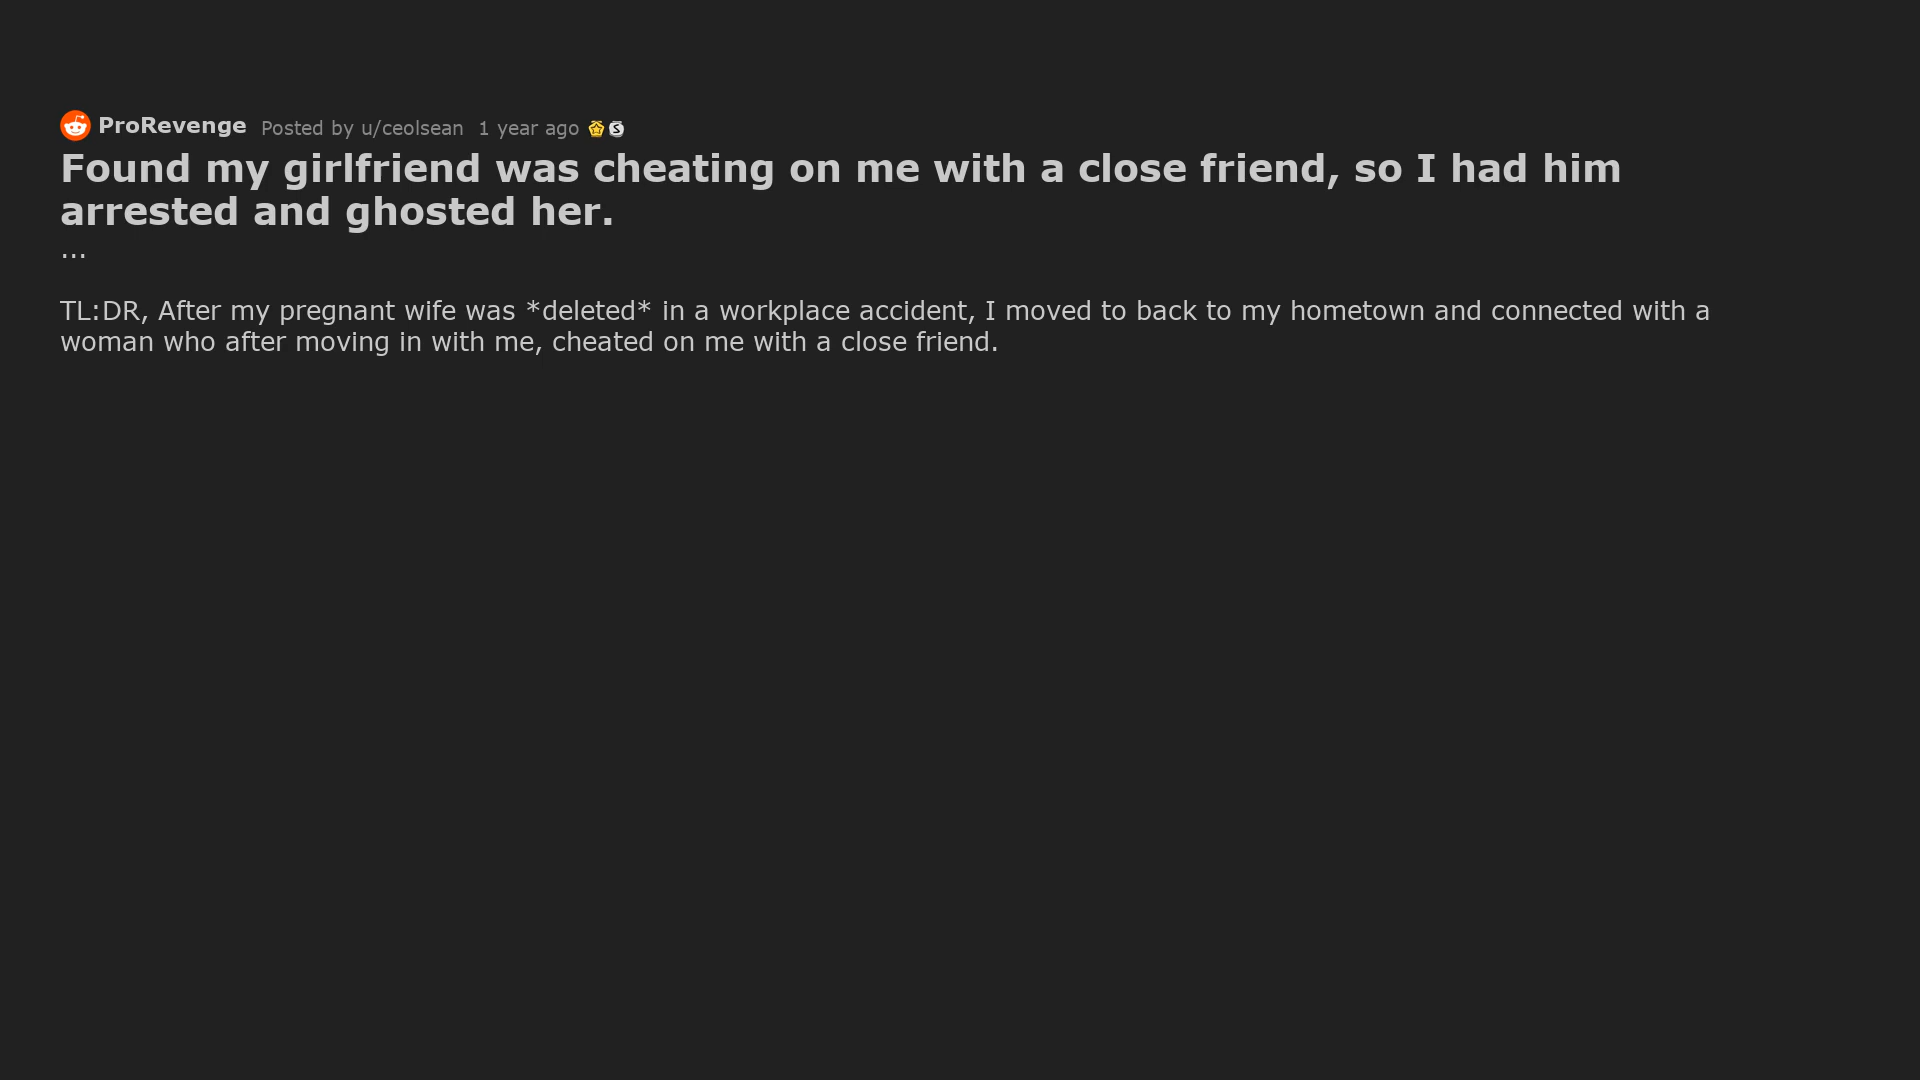 ProRevenge Posted by u/ceolsean 1 year ago
Found my girlfriend was cheating on me with a close friend, so I had him
arrested and ghosted her.
...
TL:DR, After my pregnant wife was *deleted* in a workplace accident, I moved to back to my hometown and connected with a
woman who after moving in with me, cheated on me with a close friend.